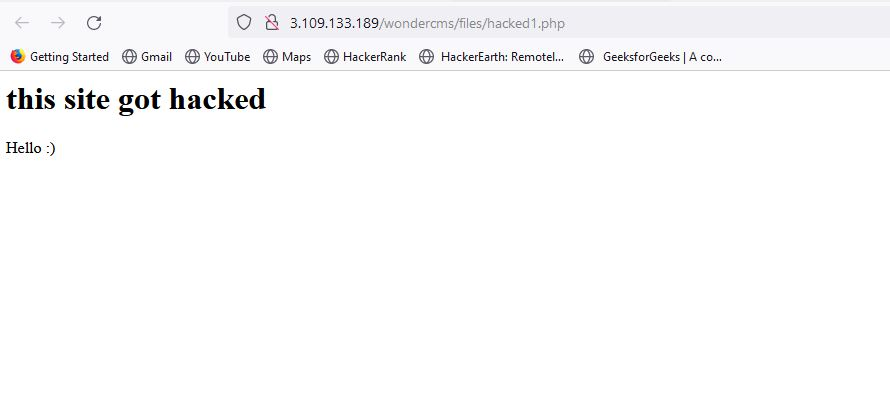 3.109.133.189/wondercms/files/hacked1.php
Getting Started Gmail YouTube Maps HackerRank HackerEarth: Remotel... GeeksforGeeks | A co...
this site got hacked
Hello :)